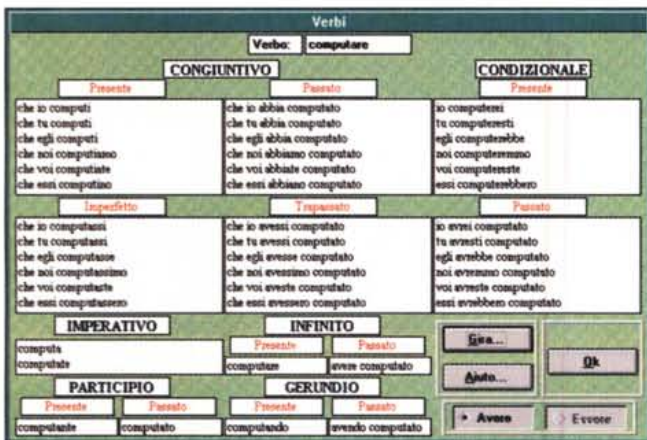 Verbi
Verbo: computare
CONGIUNTIVO
CONDIZIONALE
Presente
Passato
Presente
che io computi
che tu computi
che egli computi
che noi computiamo
che voi computiate
che essi computino
che io abbia computato
che tu abbia computato
che egli abbia computato
che noi abbiamo computato
che voi abbiate computato
che essi abbiano computato
io computerei
tu computeresti
egli computerebbe
noi computeremmo
voi computereste
essi computerebbero
Imperfetto
Trapassato
Passato
che io computassi
che tu computassi
che egli computasse
che noi computassimo
che voi computaste
che essi computassero
che io avessi computato
che tu avessi computato
che egli avesse computato
che noi avessimo computato
che voi aveste computato
che essi avessero computato
io avrei computato
tu avresti computato
egli avrebbe computato
noi avremmo computato
voi avreste computato
essi avrebbero computato
IMPERATIVO
INFINITO
computa
computate
Presente
Passato
computare
avere computato
PARTICIPIO
GERUNDIO
Presente
Passato
Presente
Passato
computante
computato
computando
avendo computato
Gira...
Aiuto...
Ok
Avere
Essere